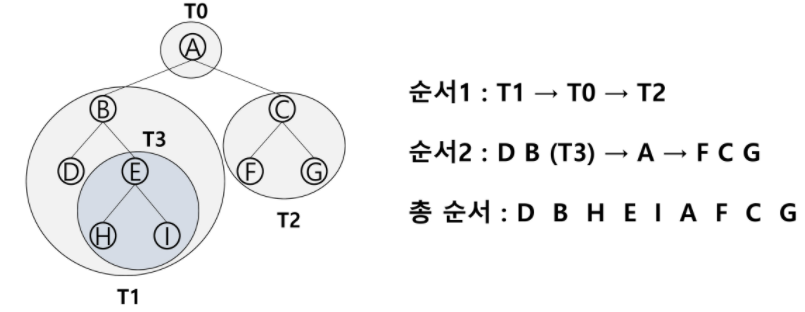 T0
A
B
C
T3
D
E
F
G
H
I
T2
T1
순서1 : T1 → T0 → T2
순서2 : D B (T3) → A → F C G
총 순서 : D B H E I A F C G